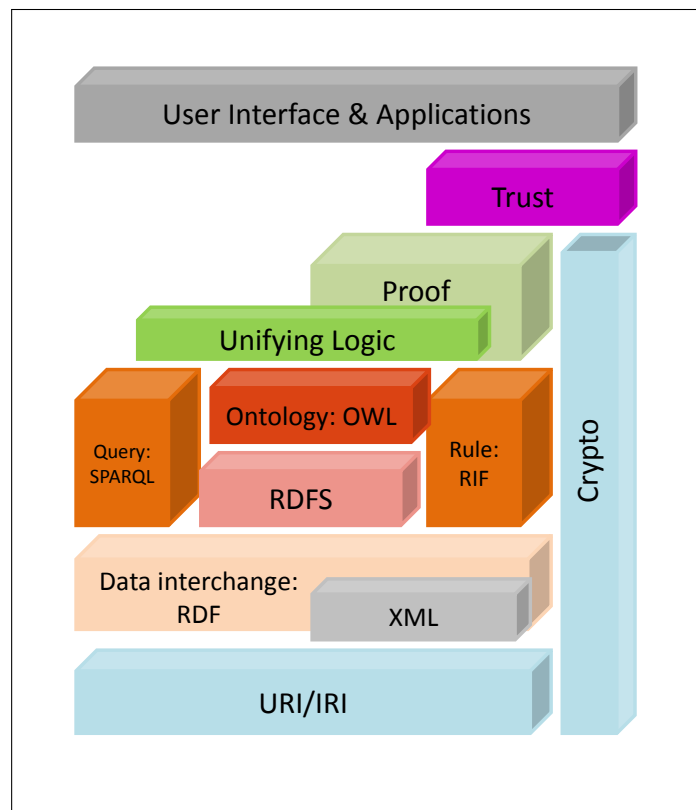 User Interface & Applications
Trust
Proof
Unifying Logic
Ontology: OWL
Query:
SPARQL
Rule:
RIF
RDFS
Crypto
Data interchange:
RDF
XML
URI/IRI